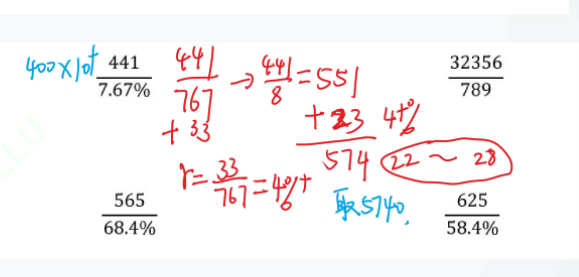 400×10+ 441/7.67% 441/767 → 441/8 = 551 32356/789
+33 +23 4+%
574 22 ~ 28
r = 33/767 = 4%+ 取5740.
565/68.4% 625/58.4%